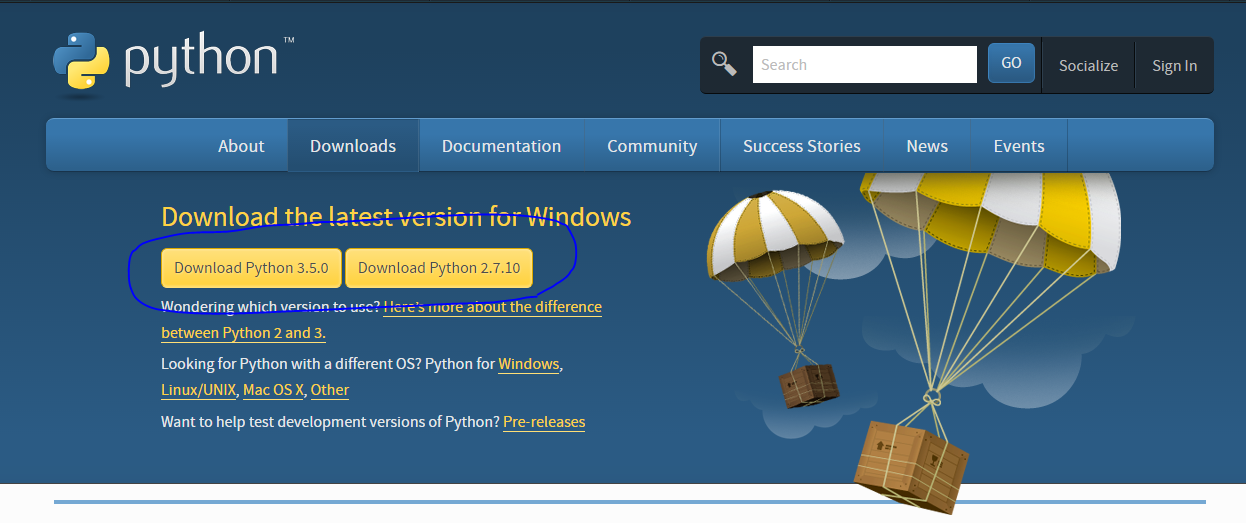 python™
Search
GO
Socialize
Sign In
About
Downloads
Documentation
Community
Success Stories
News
Events
Download the latest version for Windows
Download Python 3.5.0
Download Python 2.7.10
Wondering which version to use? Here's more about the difference
between Python 2 and 3.
Looking for Python with a different OS? Python for Windows,
Linux/UNIX, Mac OS X, Other
Want to help test development versions of Python? Pre-releases